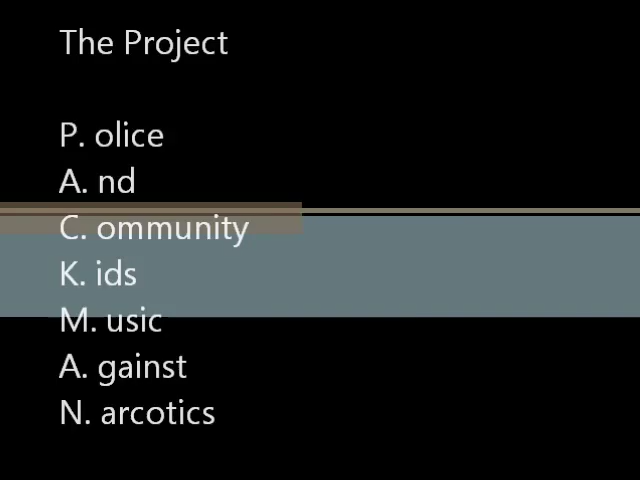 The Project
P. olice
A. nd
C. ommunity
K. ids
M. usic
A. gainst
N. arcotics